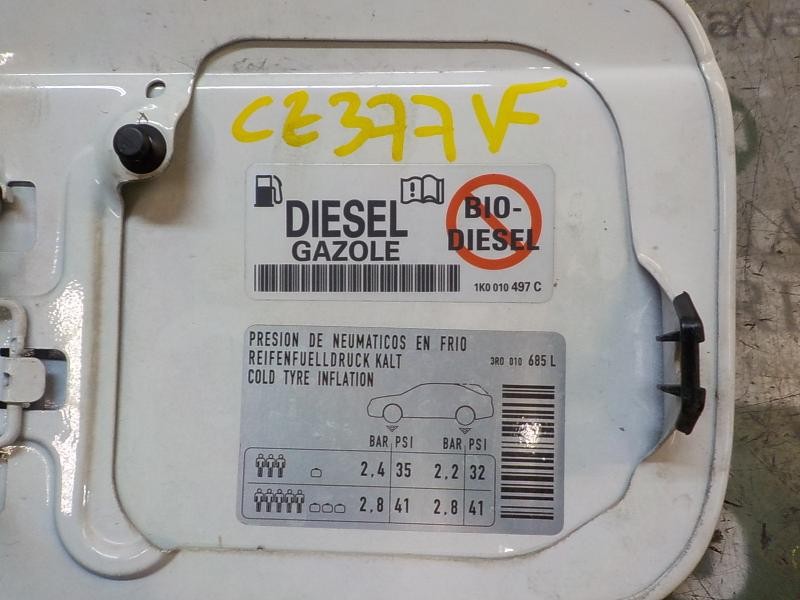 CZ377VF
DIESEL
GAZOLE
BIO-
DIESEL
1K0 010 497 C
PRESION DE NEUMATICOS EN FRIO
REIFENFUELLDRUCK KALT
COLD TYRE INFLATION
3R0 010 685 L
BAR PSI BAR PSI
2,4 35 2,2 32
2,8 41 2,8 41